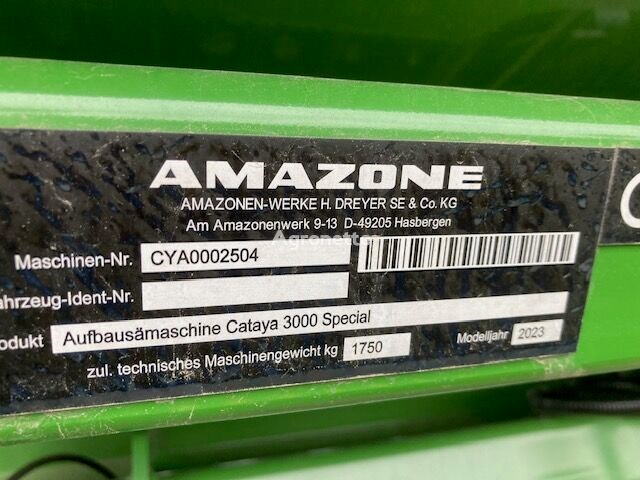 AMAZONE
AMAZONEN-WERKE H. DREYER SE & Co. KG
Am Amazonenwerk 9-13 D-49205 Hasbergen
Maschinen-Nr. CYA0002504
ahrzeug-Ident-Nr.
odukt Aufbausämaschine Cataya 3000 Special
zul. technisches Maschinengewicht kg 1750 Modelljahr 2023